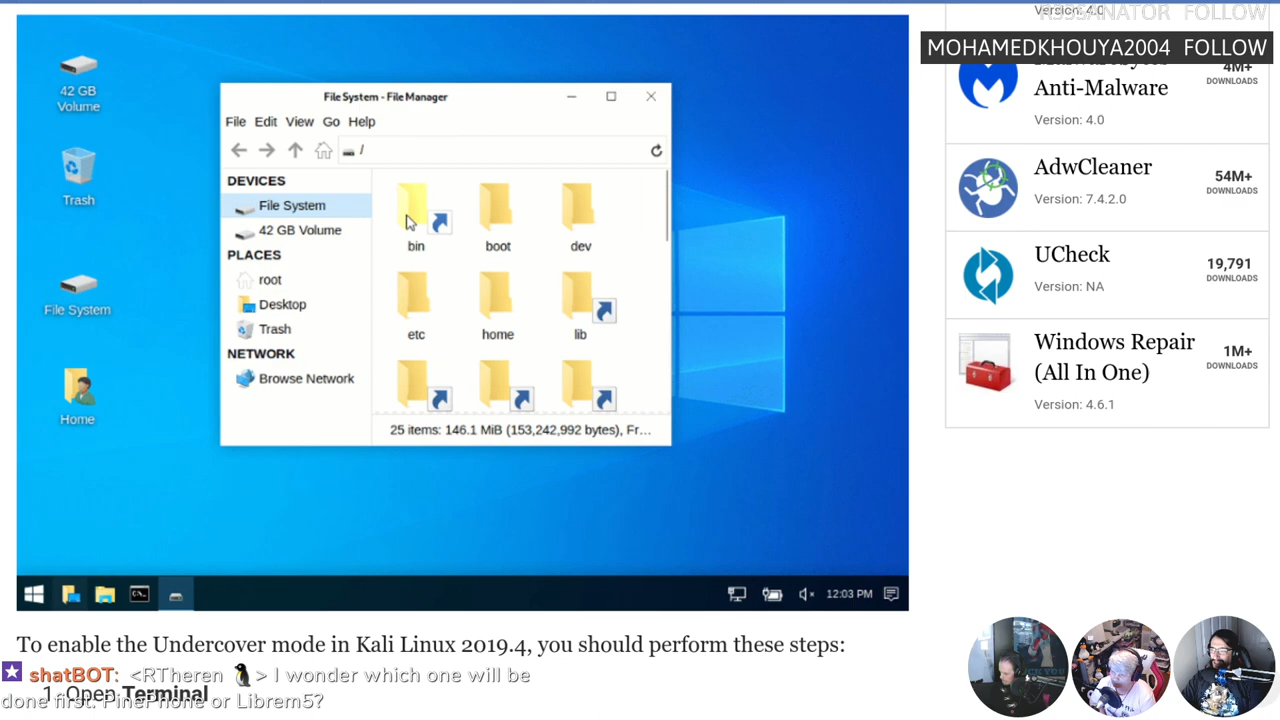 R3SSANATOR FOLLOW
Version: 4.0
MOHAMEDKHOUYA2004 FOLLOW
Anti-Malware
4M+
DOWNLOADS
Version: 4.0
AdwCleaner
54M+
DOWNLOADS
Version: 7.4.2.0
UCheck
19,791
DOWNLOADS
Version: NA
Windows Repair
(All In One)
1M+
DOWNLOADS
Version: 4.6.1
42 GB
Volume
Trash
File System
Home
File System - File Manager
File Edit View Go Help
/
DEVICES
File System
42 GB Volume
PLACES
root
Desktop
Trash
NETWORK
Browse Network
bin boot dev
etc home lib
25 items: 146.1 MiB (153,242,992 bytes), Fr...
12:03 PM
To enable the Undercover mode in Kali Linux 2019.4, you should perform these steps:
shatBOT: <RTheren 🐧> I wonder which one will be
done first: PinePhone or Librem5?
1. Open Terminal